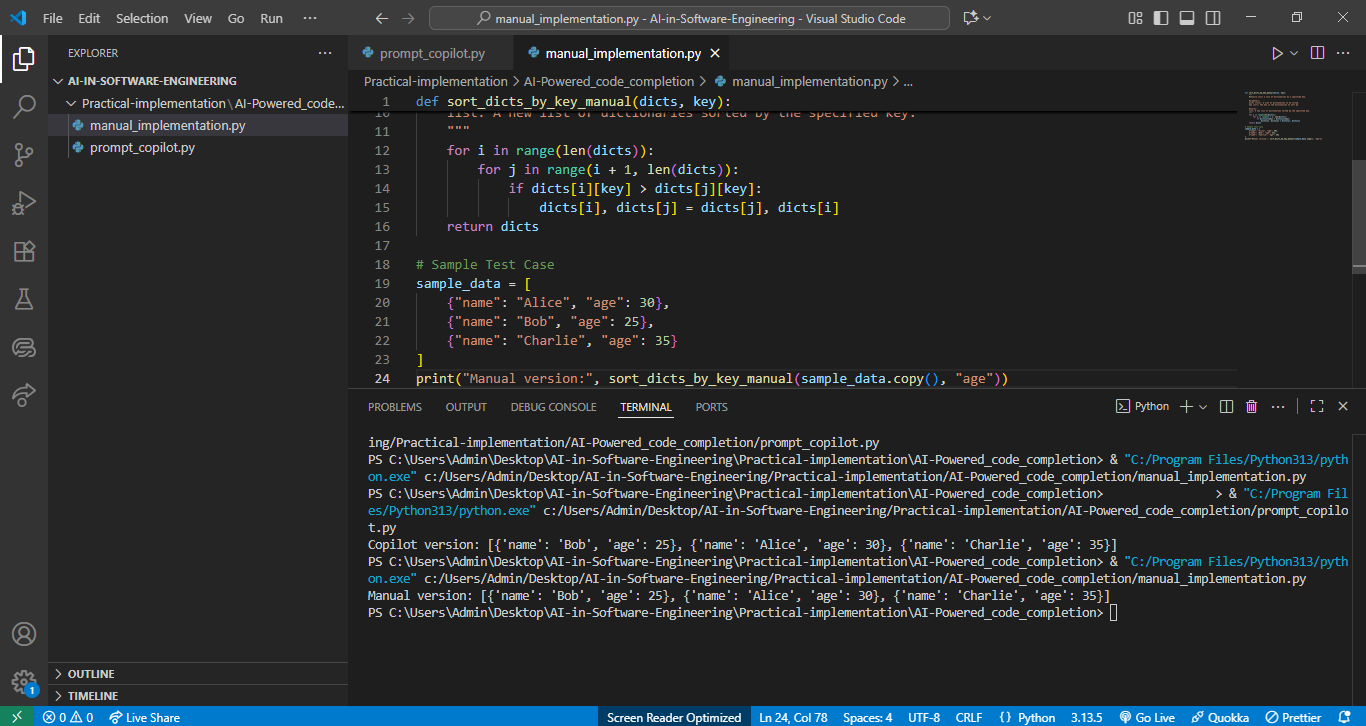 File Edit Selection View Go Run ···
manual_implementation.py - AI-in-Software-Engineering - Visual Studio Code
EXPLORER
AI-IN-SOFTWARE-ENGINEERING
Practical-implementation \ AI-Powered_code...
manual_implementation.py
prompt_copilot.py
OUTLINE
TIMELINE
prompt_copilot.py
manual_implementation.py
Practical-implementation > AI-Powered_code_completion > manual_implementation.py > ...
1 def sort_dicts_by_key_manual(dicts, key):
10 list: A new list of dictionaries sorted by the specified key.
11 """
12 for i in range(len(dicts)):
13 for j in range(i + 1, len(dicts)):
14 if dicts[i][key] > dicts[j][key]:
15 dicts[i], dicts[j] = dicts[j], dicts[i]
16 return dicts
17
18 # Sample Test Case
19 sample_data = [
20 {"name": "Alice", "age": 30},
21 {"name": "Bob", "age": 25},
22 {"name": "Charlie", "age": 35}
23 ]
24 print("Manual version:", sort_dicts_by_key_manual(sample_data.copy(), "age"))
PROBLEMS OUTPUT DEBUG CONSOLE TERMINAL PORTS
Python
ing/Practical-implementation/AI-Powered_code_completion/prompt_copilot.py
PS C:\Users\Admin\Desktop\AI-in-Software-Engineering\Practical-implementation\AI-Powered_code_completion> & "C:/Program Files/Python313/pyth
on.exe" c:/Users/Admin/Desktop/AI-in-Software-Engineering/Practical-implementation/AI-Powered_code_completion/manual_implementation.py
PS C:\Users\Admin\Desktop\AI-in-Software-Engineering\Practical-implementation\AI-Powered_code_completion> > & "C:/Program Fil
es/Python313/python.exe" c:/Users/Admin/Desktop/AI-in-Software-Engineering/Practical-implementation/AI-Powered_code_completion/prompt_copilo
t.py
Copilot version: [{'name': 'Bob', 'age': 25}, {'name': 'Alice', 'age': 30}, {'name': 'Charlie', 'age': 35}]
PS C:\Users\Admin\Desktop\AI-in-Software-Engineering\Practical-implementation\AI-Powered_code_completion> & "C:/Program Files/Python313/pyth
on.exe" c:/Users/Admin/Desktop/AI-in-Software-Engineering/Practical-implementation/AI-Powered_code_completion/manual_implementation.py
Manual version: [{'name': 'Bob', 'age': 25}, {'name': 'Alice', 'age': 30}, {'name': 'Charlie', 'age': 35}]
PS C:\Users\Admin\Desktop\AI-in-Software-Engineering\Practical-implementation\AI-Powered_code_completion>
1
0 0 Live Share Screen Reader Optimized Ln 24, Col 78 Spaces: 4 UTF-8 CRLF {} Python 3.13.5 Go Live Quokka Prettier